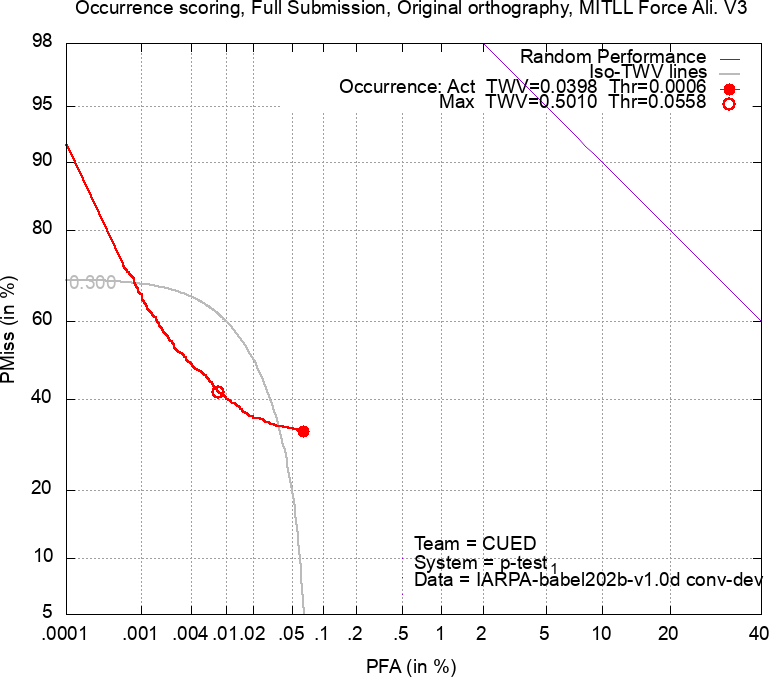 Occurrence scoring, Full Submission, Original orthography, MITLL Force Ali. V3
98
95
90
80
60
40
20
10
5
PMiss (in %)
Random Performance
Iso-TWV lines
Occurrence: Act TWV=0.0398 Thr=0.0006
Max TWV=0.5010 Thr=0.0558
0.300
Team = CUED
System = p-test_1
Data = IARPA-babel202b-v1.0d conv-dev
.0001 .001 .004 .01 .02 .05 .1 .2 .5 1 2 5 10 20 40
PFA (in %)